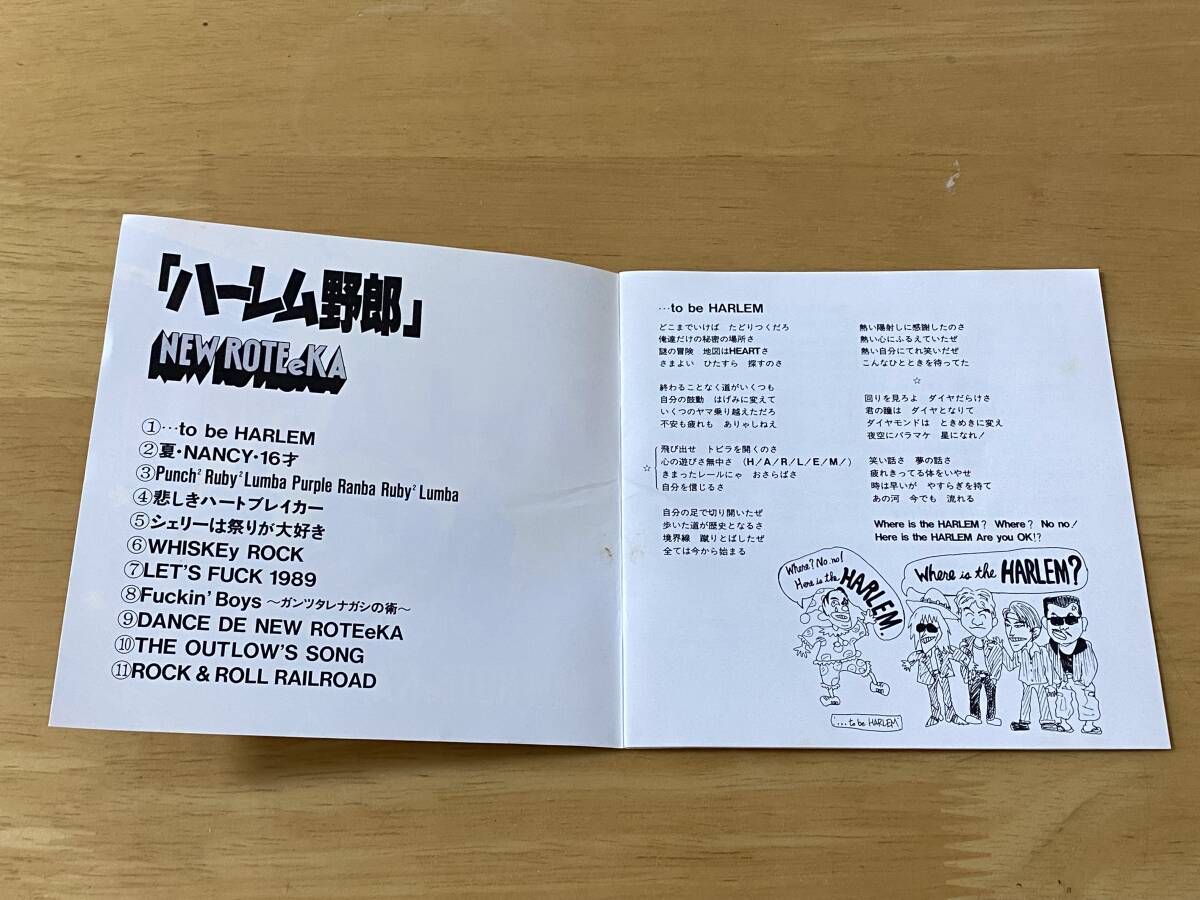 「ハーレム野郎」
NEW ROTEeKA
①…to be HARLEM
②夏・NANCY・16才
③Punch² Ruby² Lumba Purple Ranba Ruby² Lumba
④悲しきハートブレイカー
⑤シェリーは祭りが大好き
⑥WHISKEy ROCK
⑦LET'S FUCK 1989
⑧Fuckin' Boys ～ガンツタレナガシの術～
⑨DANCE DE NEW ROTEeKA
⑩THE OUTLOW'S SONG
⑪ROCK & ROLL RAILROAD
…to be HARLEM
どこまでいけば　たどりつくだろ
俺達だけの秘密の場所さ
謎の冒険　地図はHEARTさ
さまよい　ひたすら　探すのさ
終わることなく道がいくつも
自分の鼓動　はげみに変えて
いくつのヤマ乗り越えただろ
不安も疲れも　ありゃしねえ
☆
飛び出せ　トビラを開くのさ
心の遊びさ無中さ　(H/A/R/L/E/M/)
きまったレールにゃ　おさらばさ
自分を信じるさ
自分の足で切り開いたぜ
歩いた道が歴史となるさ
境界線　蹴りとばしたぜ
全ては今から始まる
熱い陽射しに感謝したのさ
熱い心にふるえていたぜ
熱い自分にてれ笑いだぜ
こんなひとときを待ってた
☆
回りを見ろよ　ダイヤだらけさ
君の瞳は　ダイヤとなりて
ダイヤモンドは　ときめきに変え
夜空にバラマケ　星になれ！
笑い話さ　夢の話さ
疲れきってる体をいやせ
時は早いが　やすらぎを持て
あの河　今でも　流れる
Where is the HARLEM？ Where？ No no！
Here is the HARLEM Are you OK!？
Where? No. no!
Here is the
HARLEM.
Where is the HARLEM?
…to be HARLEM